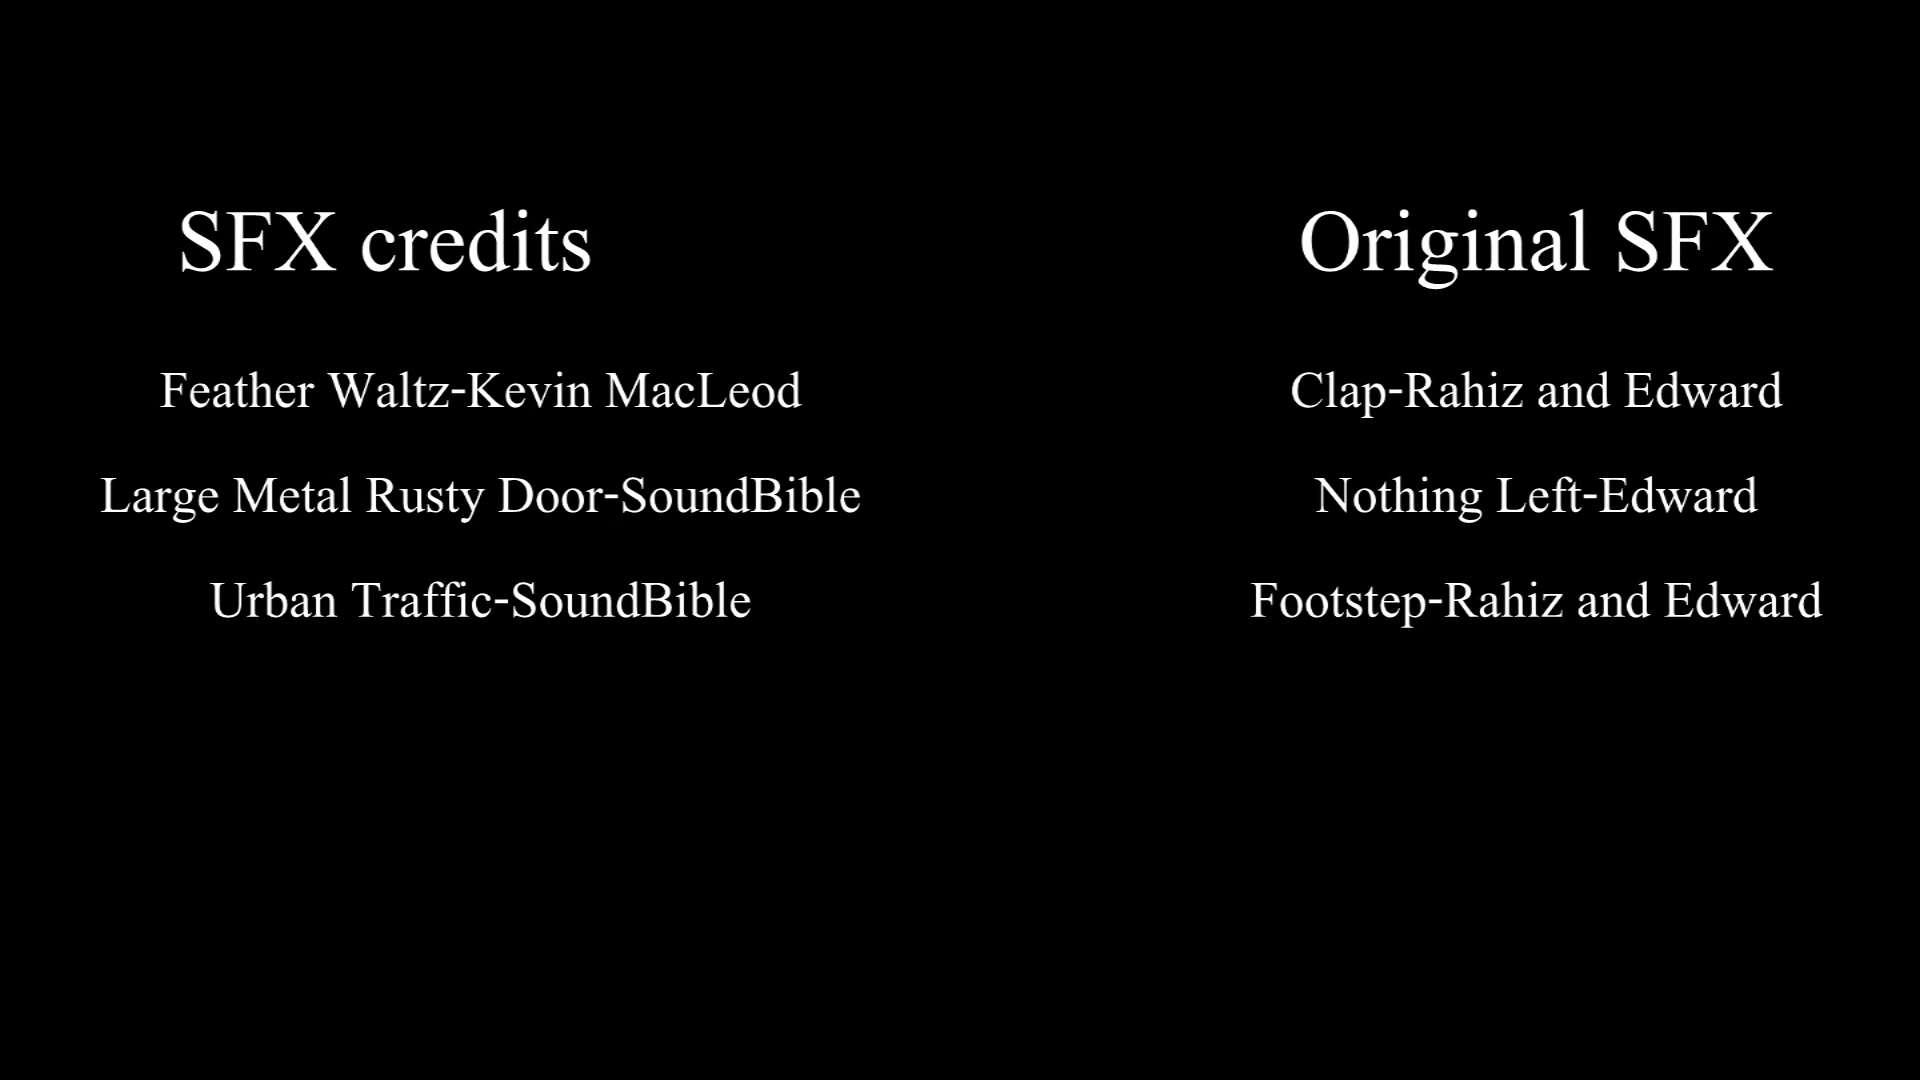 SFX credits
Feather Waltz-Kevin MacLeod
Large Metal Rusty Door-SoundBible
Urban Traffic-SoundBible
Original SFX
Clap-Rahiz and Edward
Nothing Left-Edward
Footstep-Rahiz and Edward